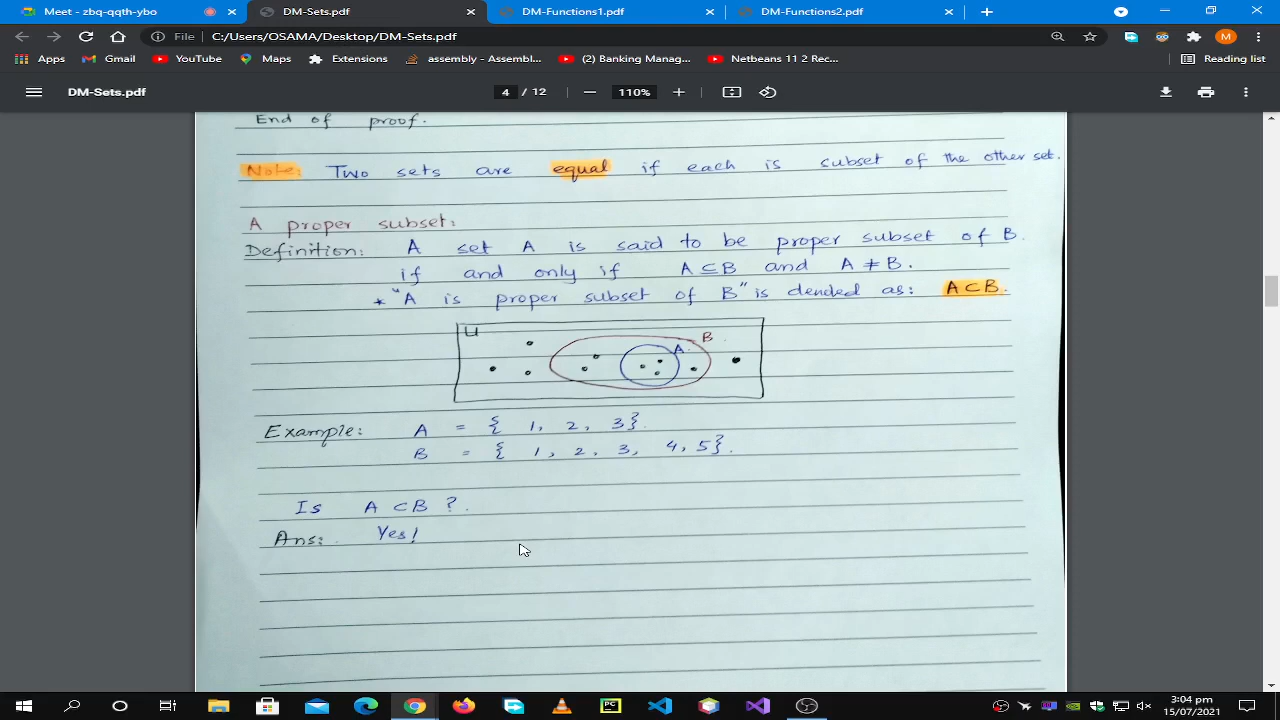 Meet - zbq-qqth-ybo
DM-Sets.pdf
DM-Functions1.pdf
DM-Functions2.pdf
File C:/Users/OSAMA/Desktop/DM-Sets.pdf
Apps Gmail YouTube Maps Extensions assembly - Assembl... (2) Banking Manag... Netbeans 11 2 Rec... Reading list
DM-Sets.pdf 4 / 12 110%
End of proof.
Note: Two sets are equal if each is subset of the other set.
A proper subset:
Definition: A set A is said to be proper subset of B.
if and only if A ⊆ B and A ≠ B.
* "A is proper subset of B" is dended as: A ⊂ B.
U
B
A
Example: A = { 1, 2, 3}.
B = { 1, 2, 3, 4, 5}.
Is A ⊂ B ?.
Ans: Yes!
3:04 pm
15/07/2021